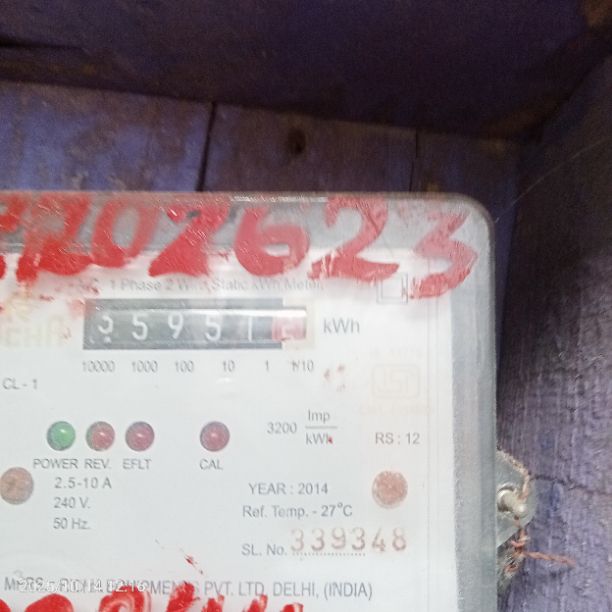 202623
A.C. 1 Phase 2 Wire Static kWh Meter
5951 kWh
10000 1000 100 10 1 1/10
CL - 1
3200 Imp/kWh
RS : 12
POWER REV. EFLT CAL
2.5-10 A
240 V.
50 Hz.
YEAR : 2014
Ref. Temp. - 27°C
SL. No. 339348
PVT. LTD, DELHI, (INDIA)